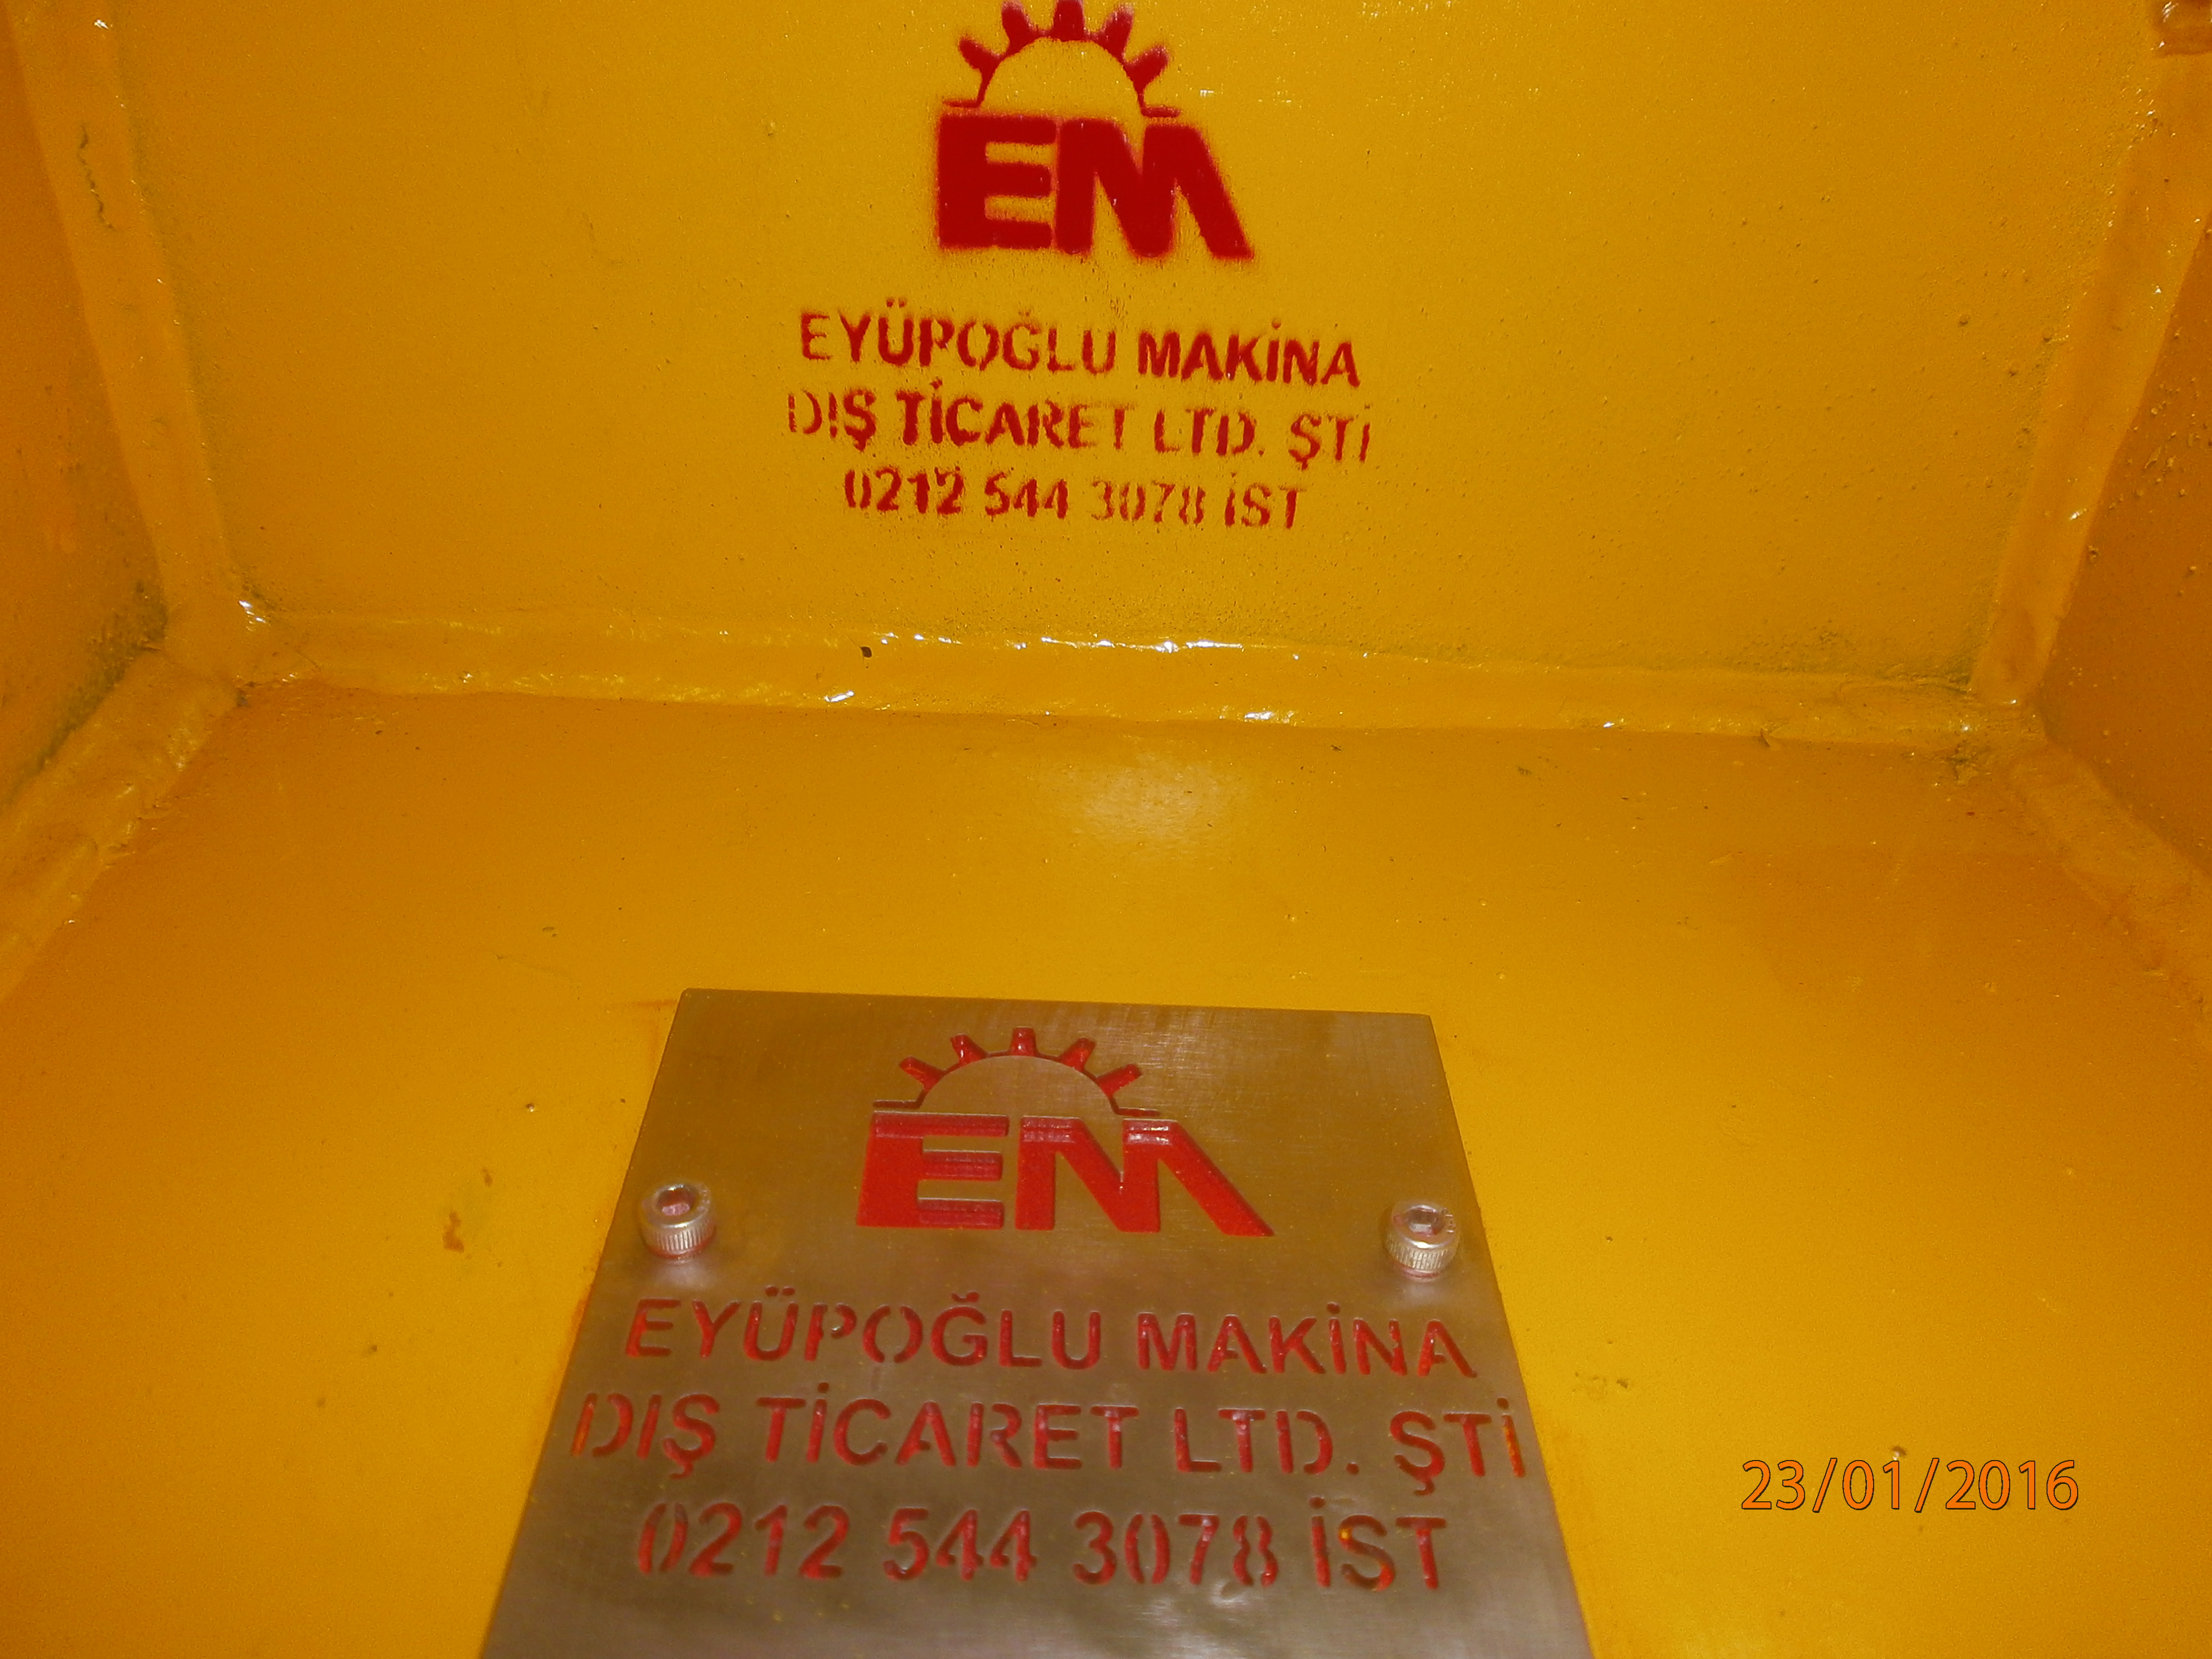 EM
EYÜPOĞLU MAKİNA
DIŞ TİCARET LTD. ŞTİ
0212 544 3078 İST
EM
EYÜPOĞLU MAKİNA
DIŞ TİCARET LTD. ŞTİ
0212 544 3078 İST
23/01/2016